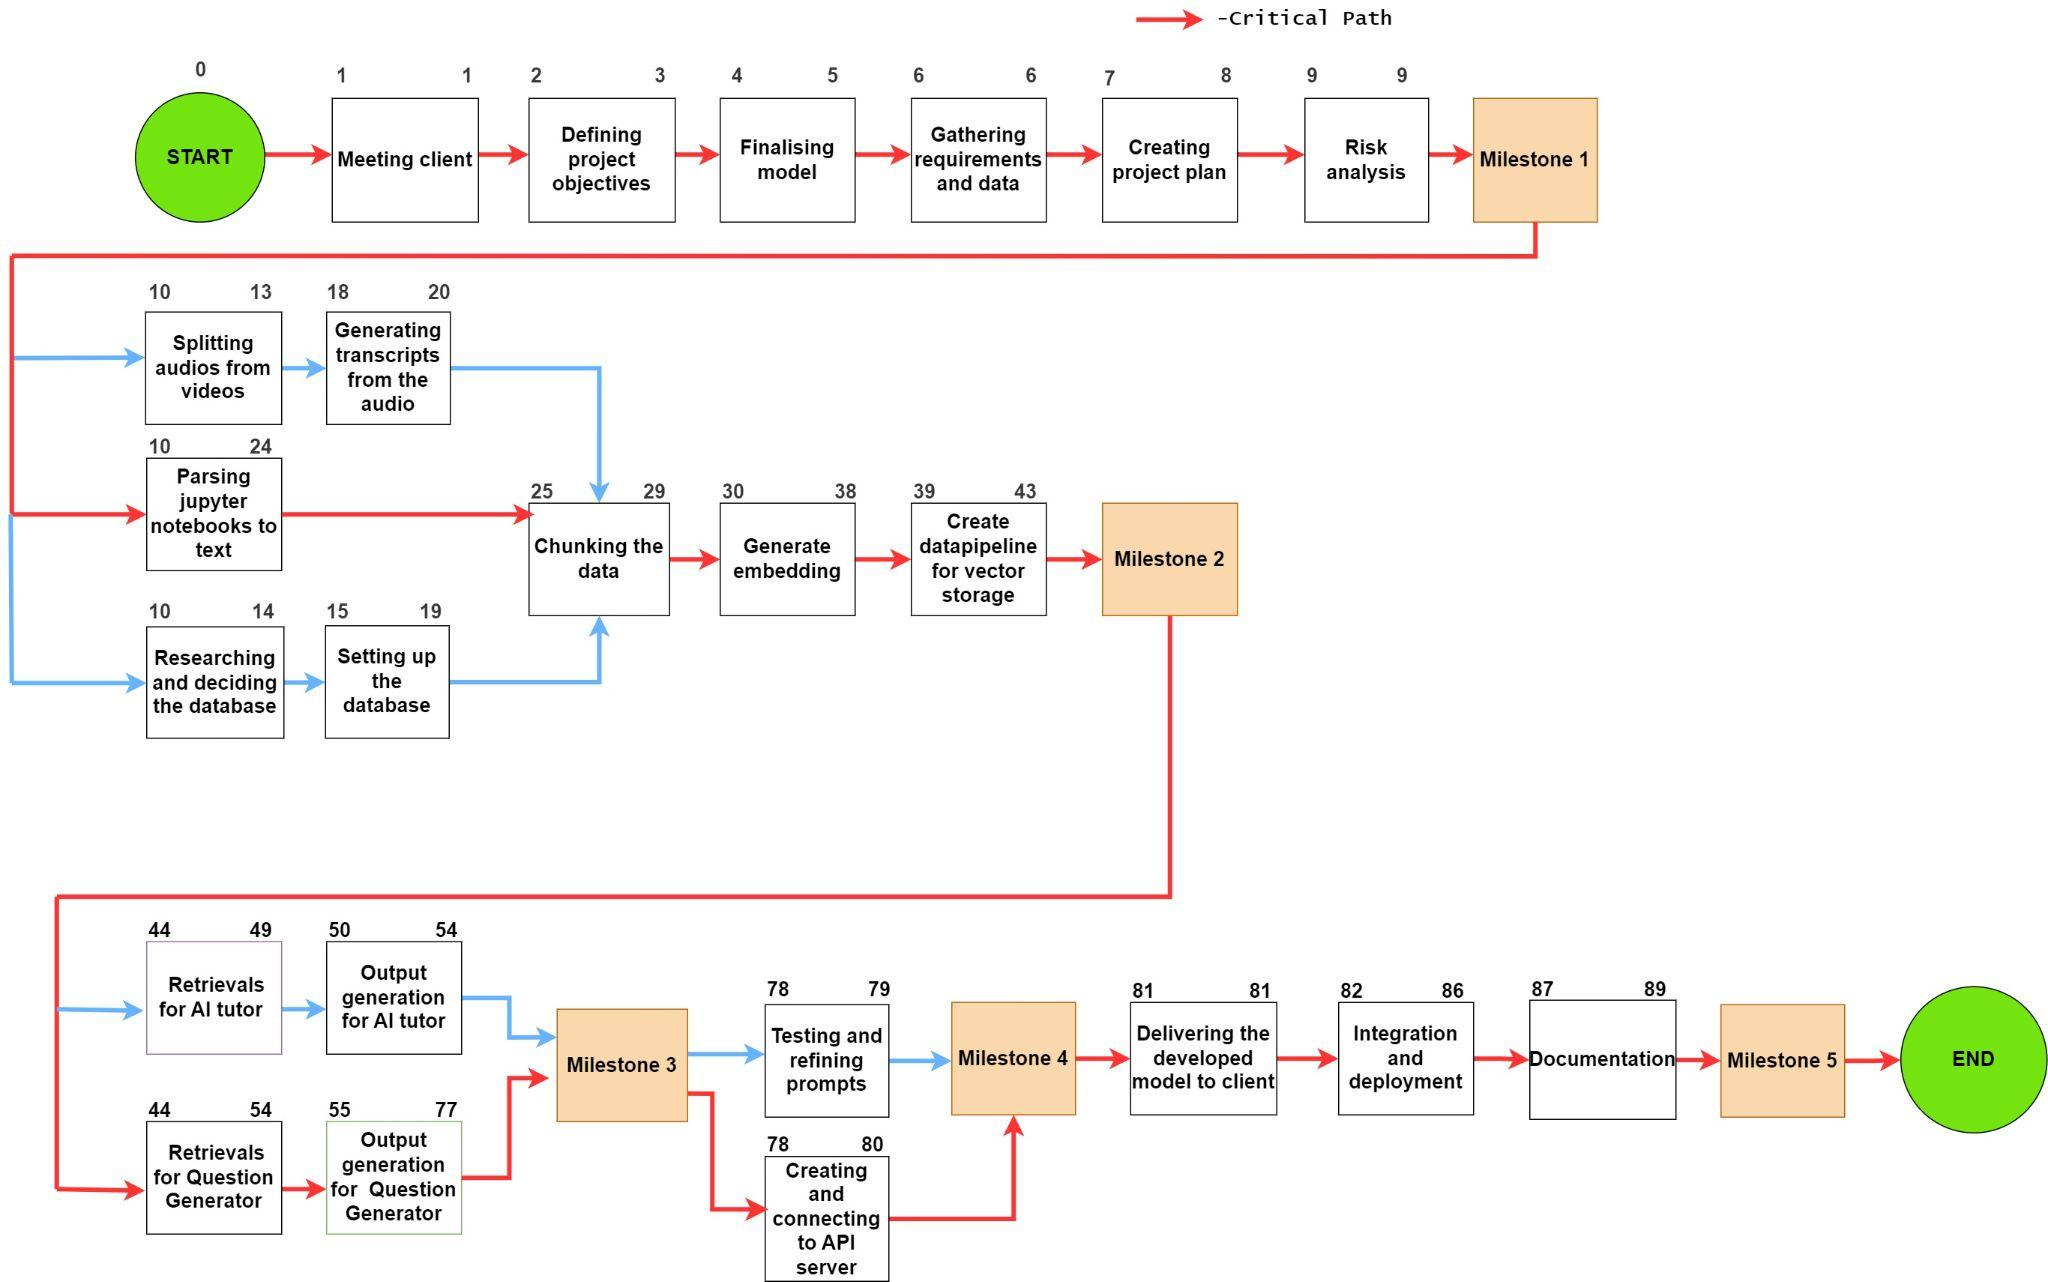 -Critical Path
0
START
1 1
Meeting client
2 3
Defining
project
objectives
4 5
Finalising
model
6 6
Gathering
requirements
and data
7 8
Creating
project plan
9 9
Risk
analysis
Milestone 1
10 13
Splitting
audios from
videos
18 20
Generating
transcripts
from the
audio
10 24
Parsing
jupyter
notebooks to
text
10 14
Researching
and deciding
the database
15 19
Setting up
the
database
25 29
Chunking the
data
30 38
Generate
embedding
39 43
Create
datapipeline
for vector
storage
Milestone 2
44 49
Retrievals
for AI tutor
50 54
Output
generation
for AI tutor
44 54
Retrievals
for Question
Generator
55 77
Output
generation
for Question
Generator
Milestone 3
78 79
Testing and
refining
prompts
78 80
Creating
and
connecting
to API
server
Milestone 4
81 81
Delivering the
developed
model to client
82 86
Integration
and
deployment
87 89
Documentation
Milestone 5
END